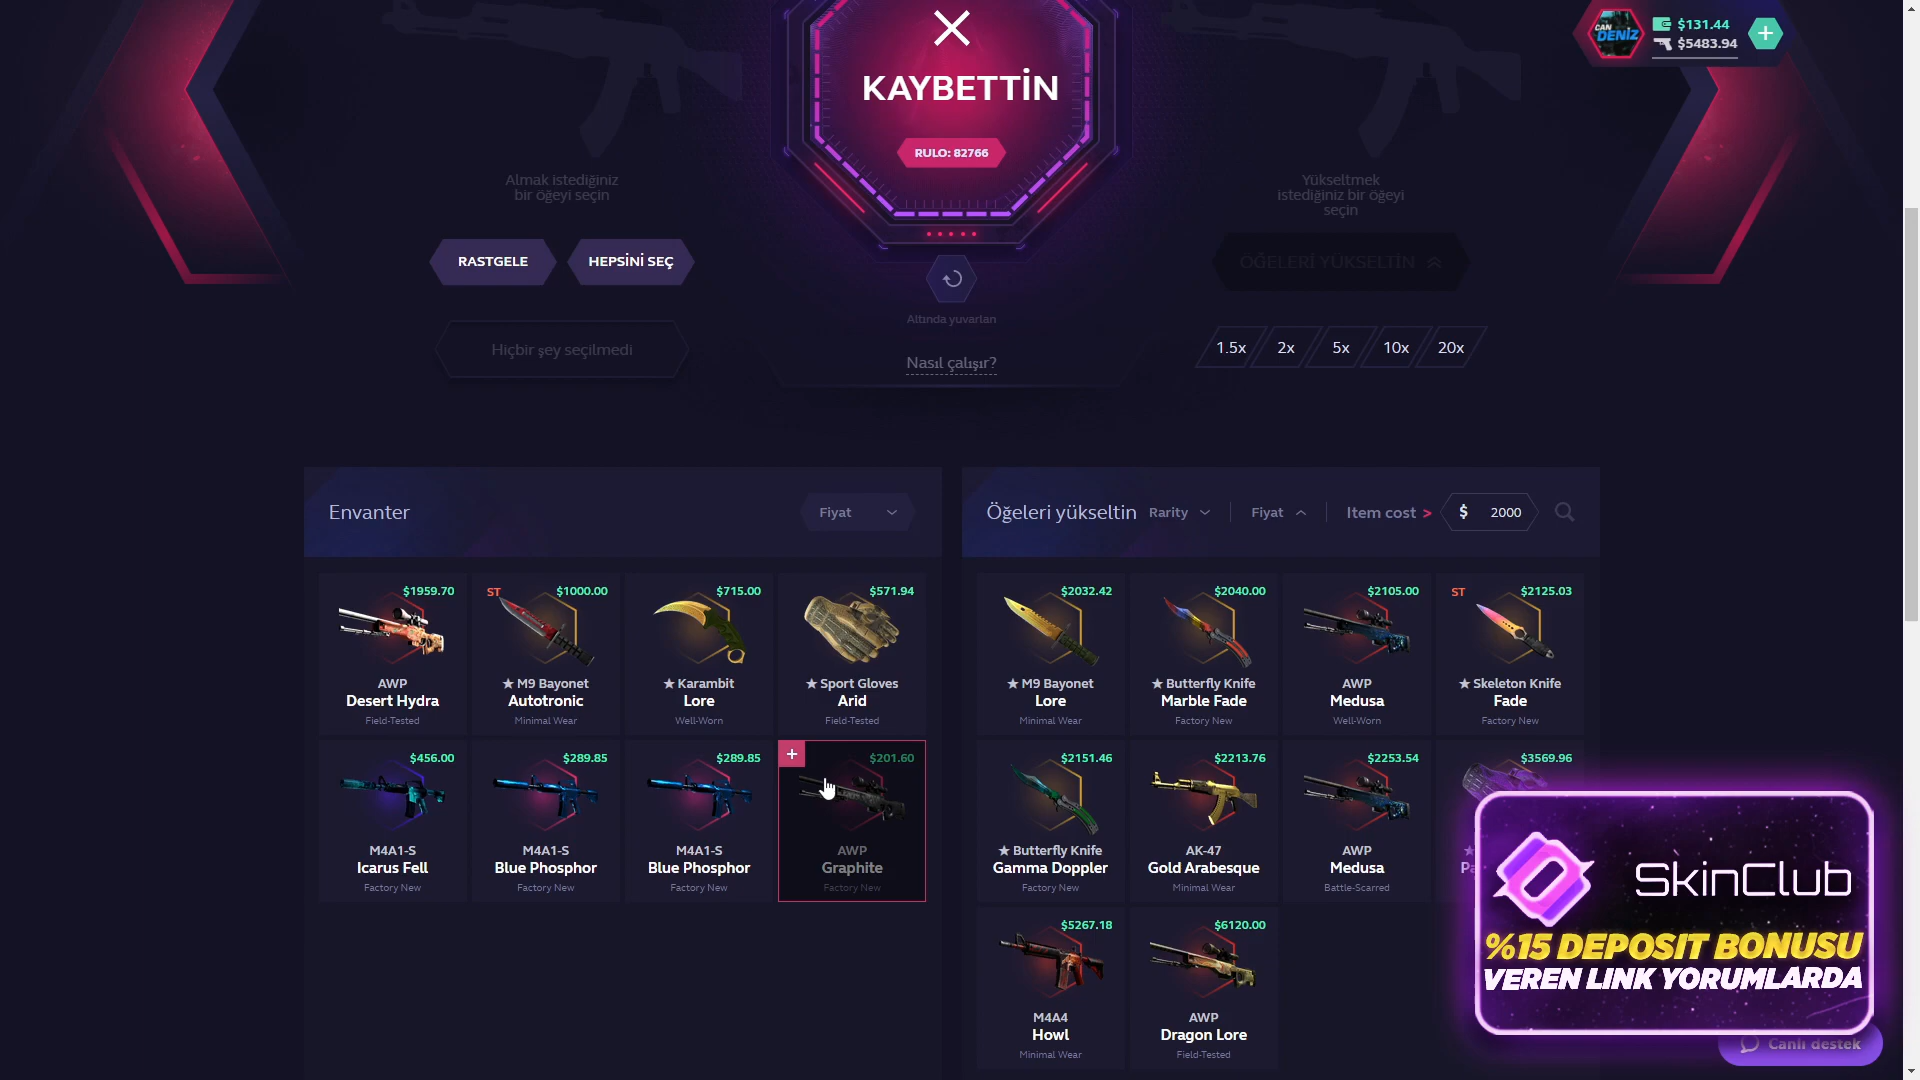 CAN
DENİZ
$131.44
$5483.94
KAYBETTİN
RULO: 82766
Almak istediğiniz
bir öğeyi seçin
RASTGELE
HEPSİNİ SEÇ
Hiçbir şey seçilmedi
Altında yuvarlan
Nasıl çalışır?
Yükseltmek
istediğiniz bir öğeyi
seçin
ÖĞELERİ YÜKSELTİN
1.5x 2x 5x 10x 20x
Envanter
Fiyat
$1959.70
AWP
Desert Hydra
Field-Tested
ST $1000.00
★ M9 Bayonet
Autotronic
Minimal Wear
$715.00
★ Karambit
Lore
Well-Worn
$571.94
★ Sport Gloves
Arid
Field-Tested
$456.00
M4A1-S
Icarus Fell
Factory New
$289.85
M4A1-S
Blue Phosphor
Factory New
$289.85
M4A1-S
Blue Phosphor
Factory New
$201.60
AWP
Graphite
Factory New
Öğeleri yükseltin
Rarity
Fiyat
Item cost >
$ 2000
$2032.42
★ M9 Bayonet
Lore
Minimal Wear
$2040.00
★ Butterfly Knife
Marble Fade
Factory New
$2105.00
AWP
Medusa
Well-Worn
ST $2125.03
★ Skeleton Knife
Fade
Factory New
$2151.46
★ Butterfly Knife
Gamma Doppler
Factory New
$2213.76
AK-47
Gold Arabesque
Minimal Wear
$2253.54
AWP
Medusa
Battle-Scarred
$3569.96
$5267.18
M4A4
Howl
Minimal Wear
$6120.00
AWP
Dragon Lore
Field-Tested
SkinClub
%15 DEPOSIT BONUSU
VEREN LINK YORUMLARDA
Canlı destek